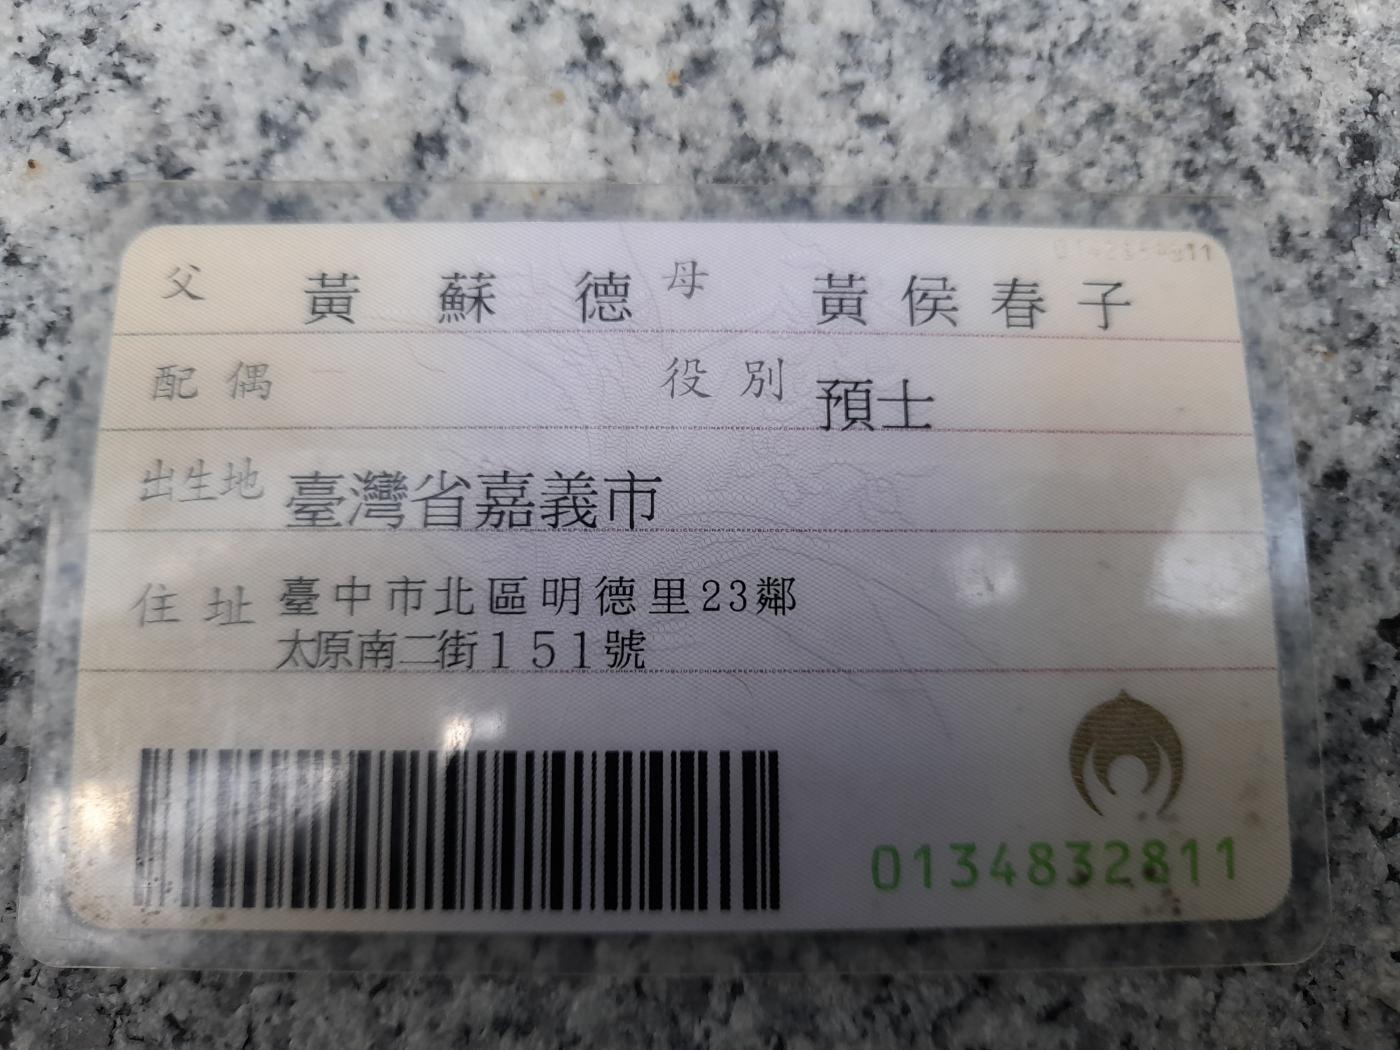 父 黃蘇德 母 黃侯春子
配偶 役別 預士
出生地 臺灣省嘉義市
住址 臺中市北區明德里23鄰
太原南二街151號
0134832811